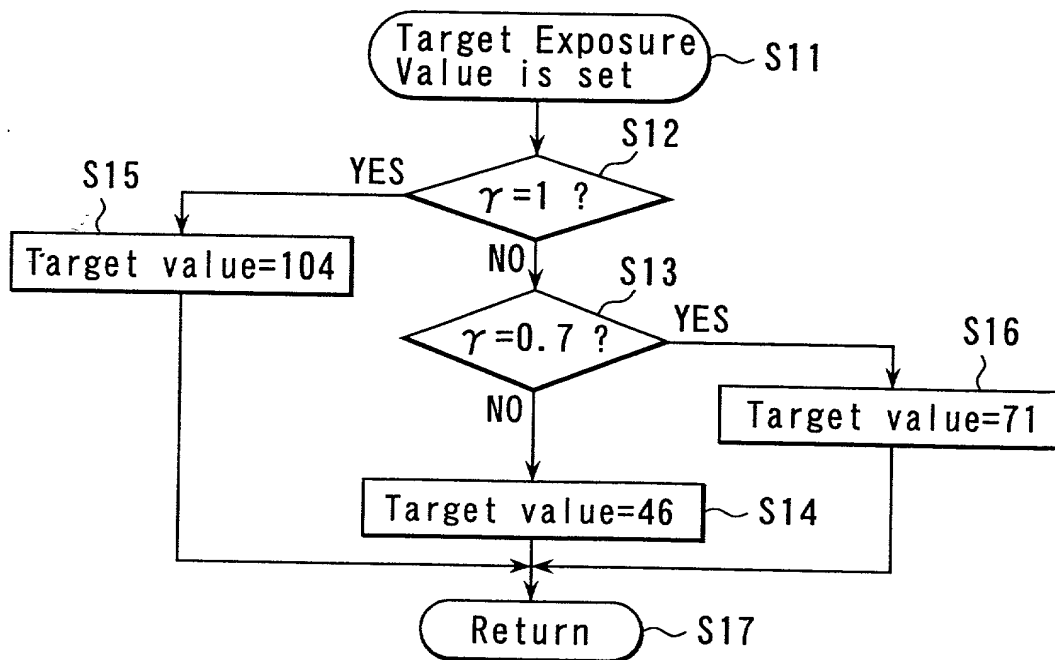 Target Exposure
Value is set
S11
S12
YES
S15
γ=1 ?
NO
Target value=104
S13
γ=0.7 ?
YES
S16
NO
Target value=71
Target value=46
S14
Return
S17